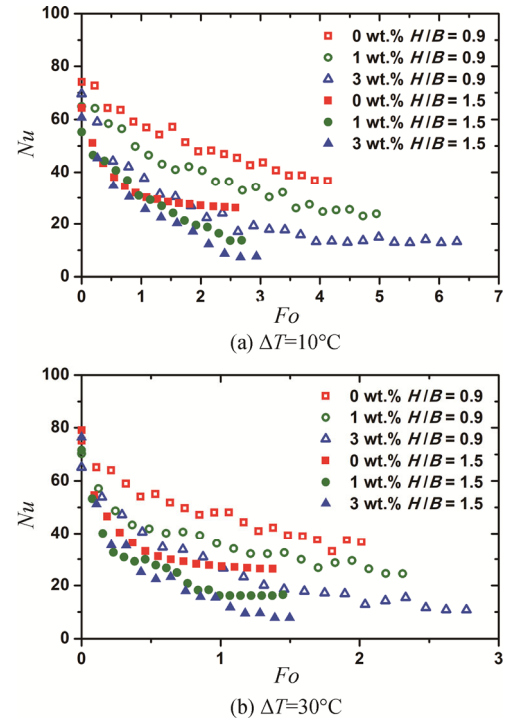 100
80
60
40
20
0
Nu
0 wt.% H/B = 0.9
1 wt.% H/B = 0.9
3 wt.% H/B = 0.9
0 wt.% H/B = 1.5
1 wt.% H/B = 1.5
3 wt.% H/B = 1.5
0 1 2 3 4 5 6 7
Fo
(a) ΔT=10°C
100
80
60
40
20
0
Nu
0 wt.% H/B = 0.9
1 wt.% H/B = 0.9
3 wt.% H/B = 0.9
0 wt.% H/B = 1.5
1 wt.% H/B = 1.5
3 wt.% H/B = 1.5
0 1 2 3
Fo
(b) ΔT=30°C